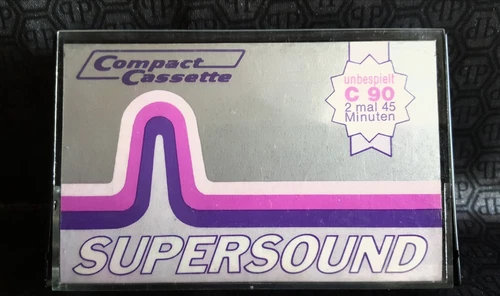 Compact
Cassette
unbespielt
C 90
2 mal 45
Minuten
SUPERSOUND